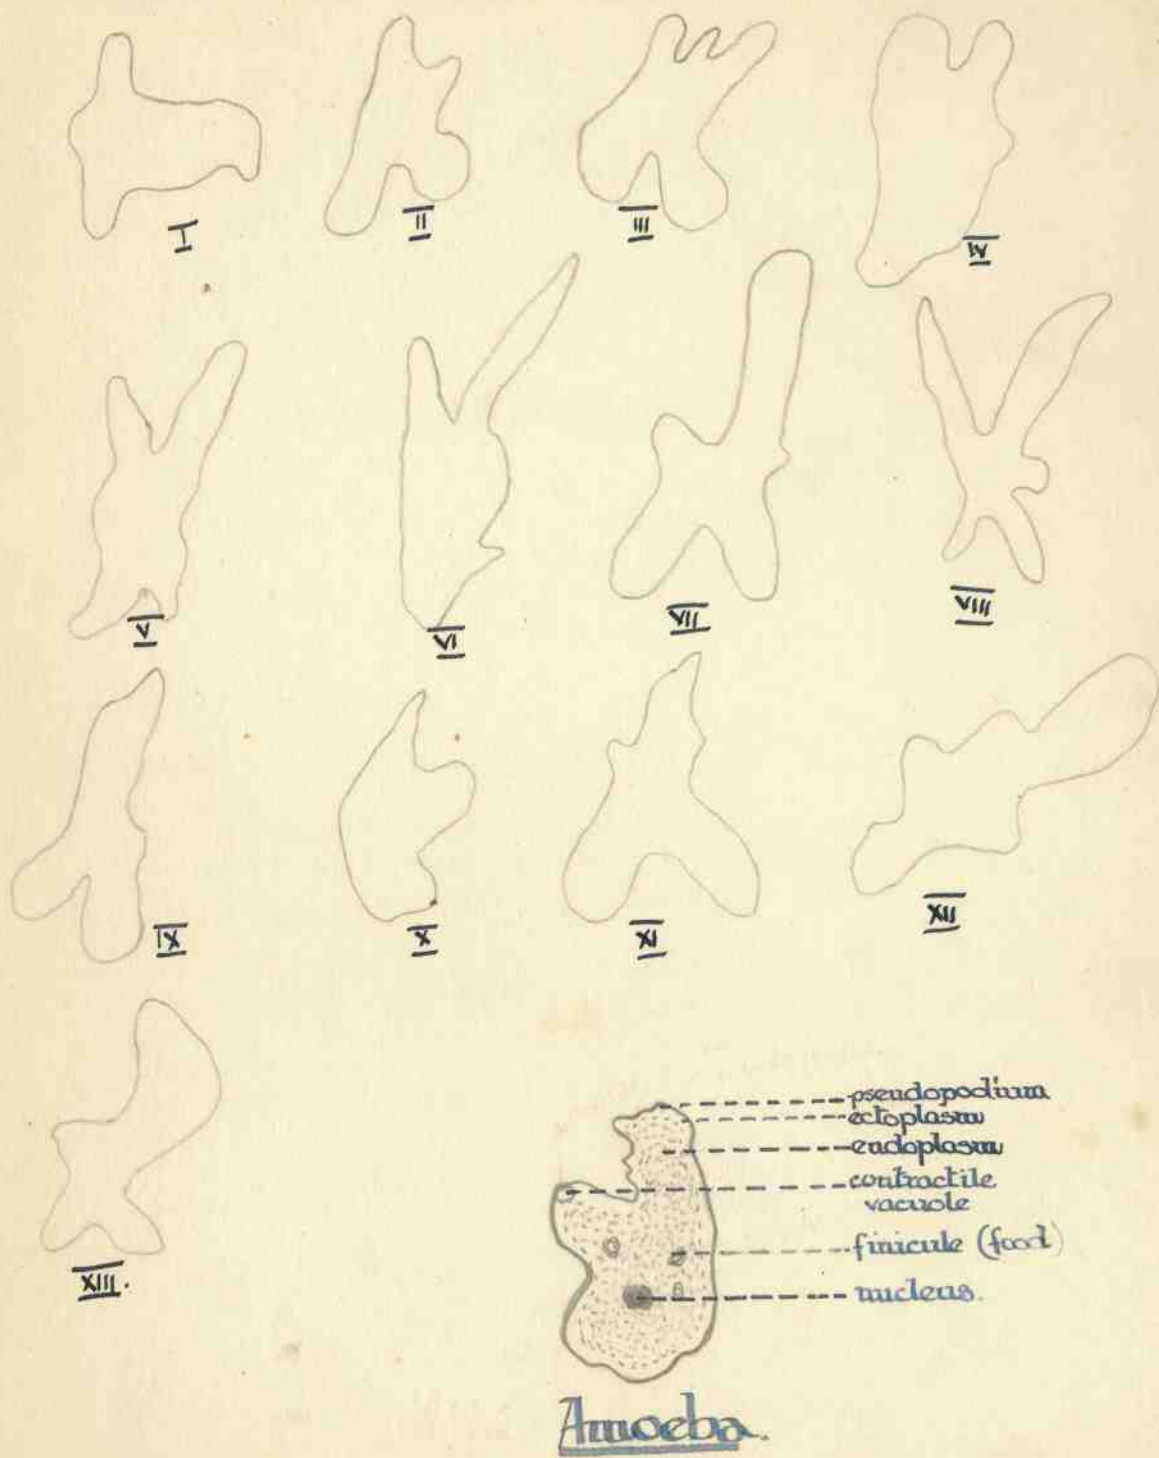 I
II
III
IV
V
VI
VII
VIII
IX
X
XI
XII
XIII.
pseudopodium
ectoplasm
endoplasm
contractile
vacuole
finicule (food)
nucleus.
Amoeba.